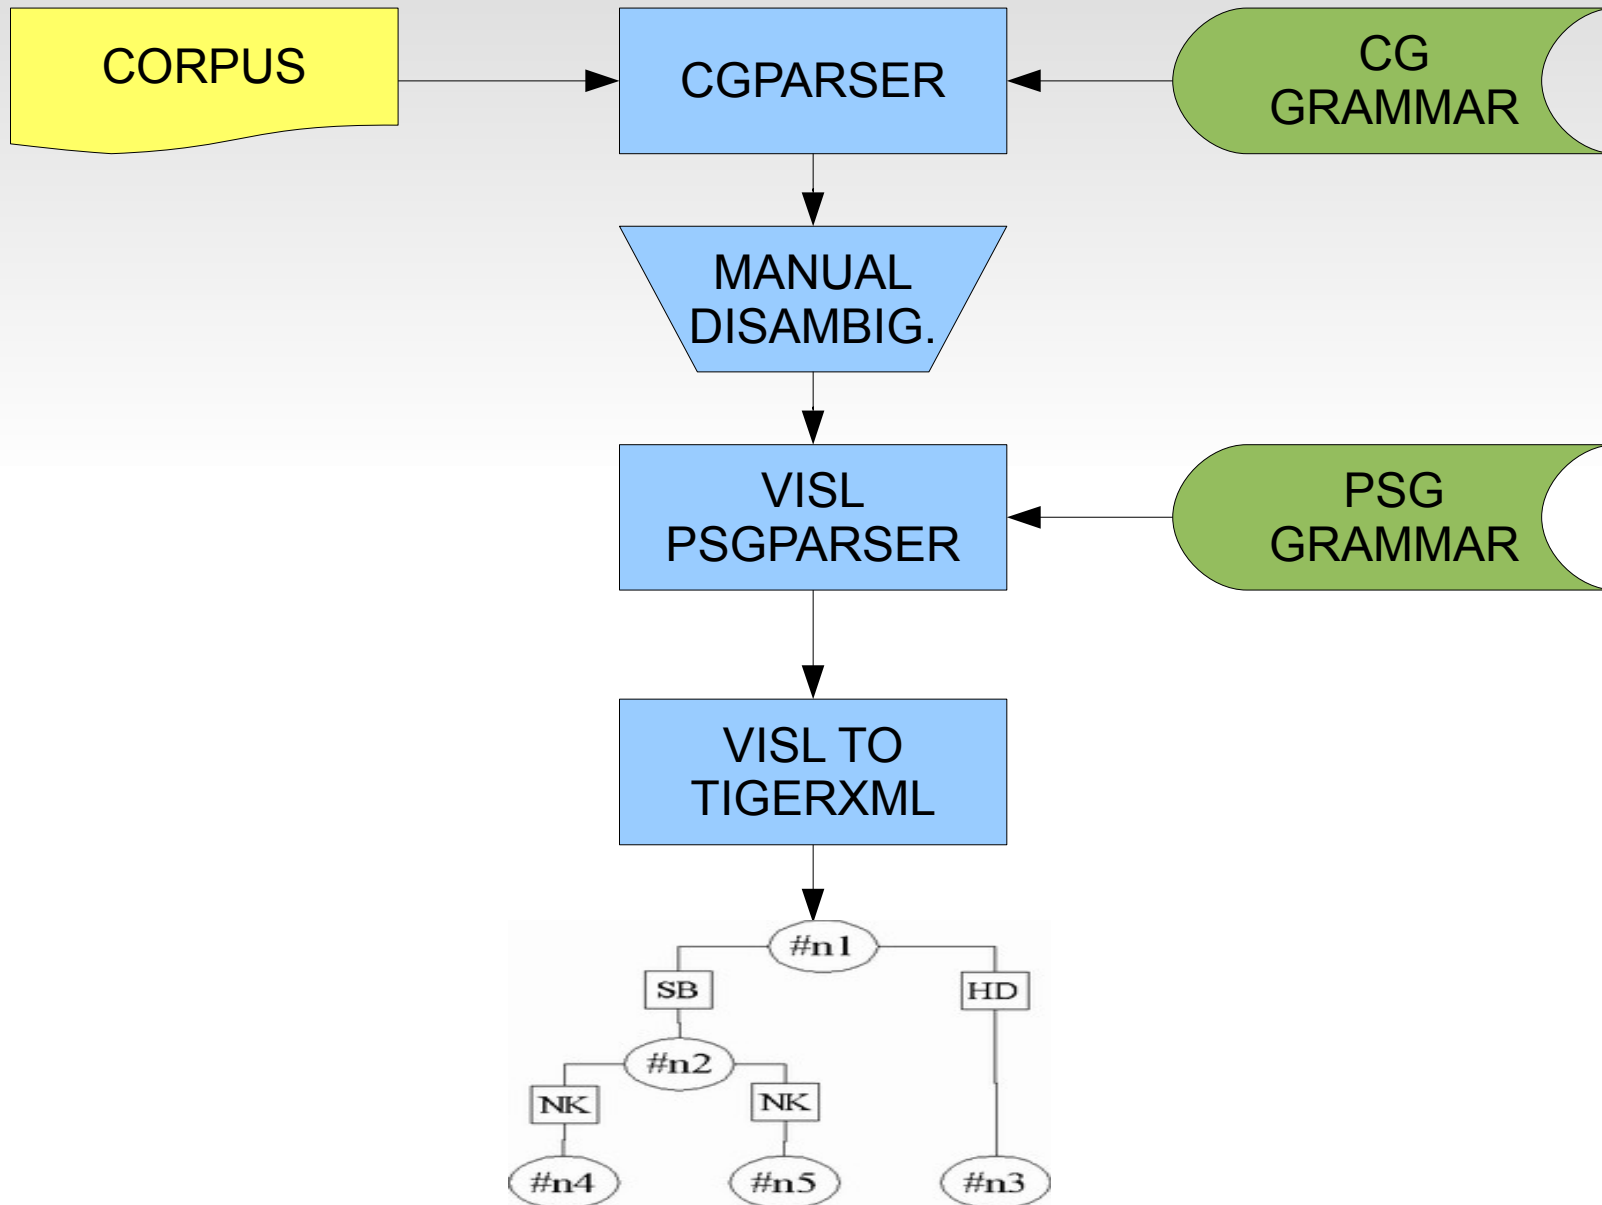 CORPUS
CGPARSER
CG
GRAMMAR
MANUAL
DISAMBIG.
VISL
PSGPARSER
PSG
GRAMMAR
VISL TO
TIGERXML
#n1
SB
HD
#n2
NK
NK
#n4
#n5
#n3